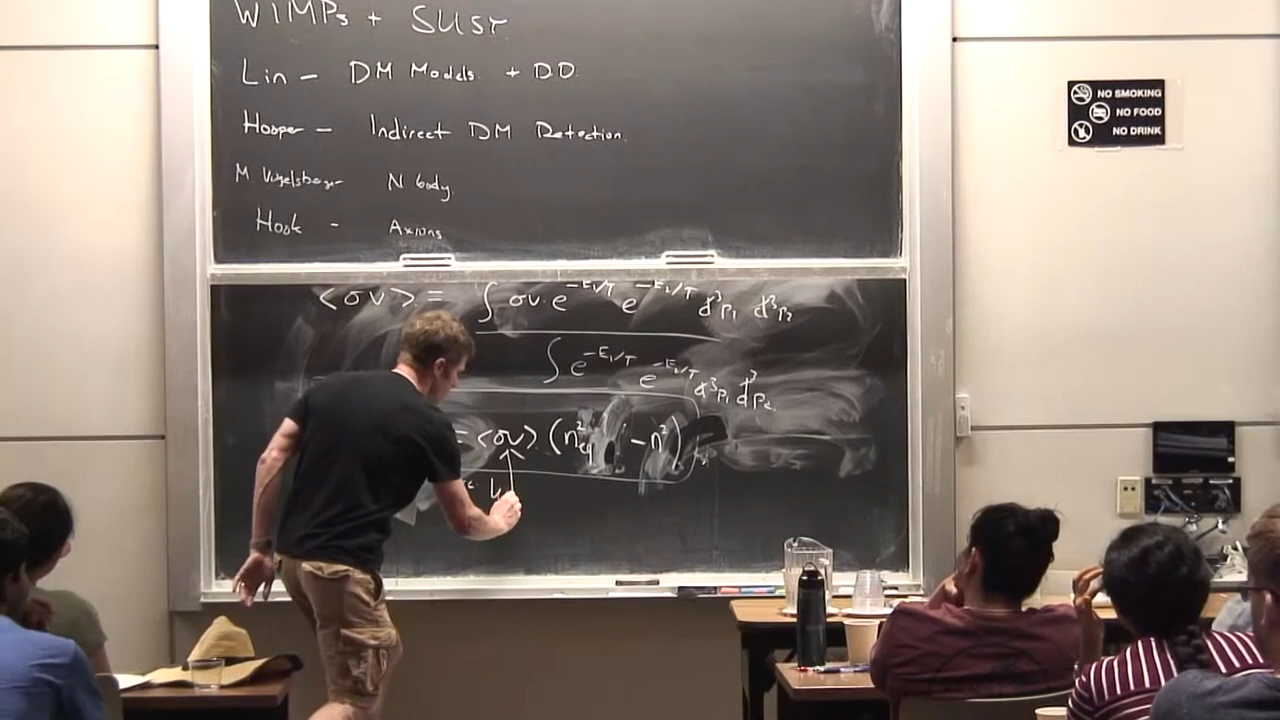 WIMPs + SUSY
Lin - DM Models + DD.
Hooper - Indirect DM Detection.
M Vogelsberger N body.
Hook - Axions
<σv> = ∫ σv e^{-E₁/T} e^{-E₂/T} d³p₁ d³p₂
∫ e^{-E₁/T} e^{-E₂/T} d³p₁ d³p₂
= <σv> (n²eq - n²)
NO SMOKING
NO FOOD
NO DRINK